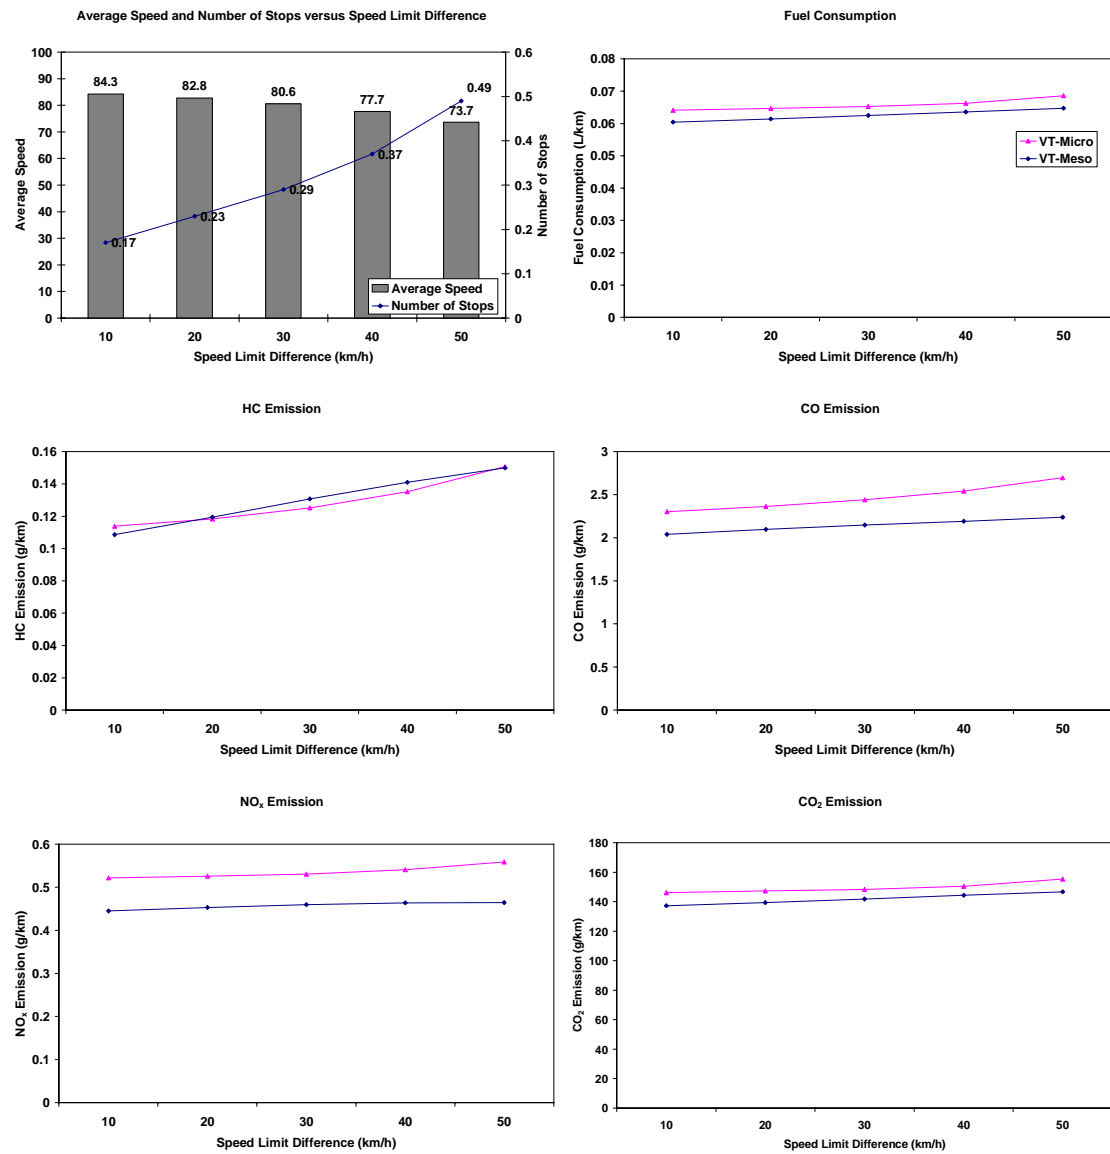 Average Speed and Number of Stops versus Speed Limit Difference
100
90
80
70
60
50
40
30
20
10
0
Average Speed
84.3
82.8
80.6
77.7
73.7
0.17
0.23
0.29
0.37
0.49
0.6
0.5
0.4
0.3
0.2
0.1
0
Number of Stops
Average Speed
Number of Stops
10 20 30 40 50
Speed Limit Difference (km/h)
Fuel Consumption
0.08
0.07
0.06
0.05
0.04
0.03
0.02
0.01
0
Fuel Consumption (L/km)
VT-Micro
VT-Meso
10 20 30 40 50
Speed Limit Difference (km/h)
HC Emission
0.16
0.14
0.12
0.1
0.08
0.06
0.04
0.02
0
HC Emission (g/km)
10 20 30 40 50
Speed Limit Difference (km/h)
CO Emission
3
2.5
2
1.5
1
0.5
0
CO Emission (g/km)
10 20 30 40 50
Speed Limit Difference (km/h)
NOx Emission
0.6
0.5
0.4
0.3
0.2
0.1
0
NOx Emission (g/km)
10 20 30 40 50
Speed Limit Difference (km/h)
CO2 Emission
180
160
140
120
100
80
60
40
20
0
CO2 Emission (g/km)
10 20 30 40 50
Speed Limit Difference (km/h)